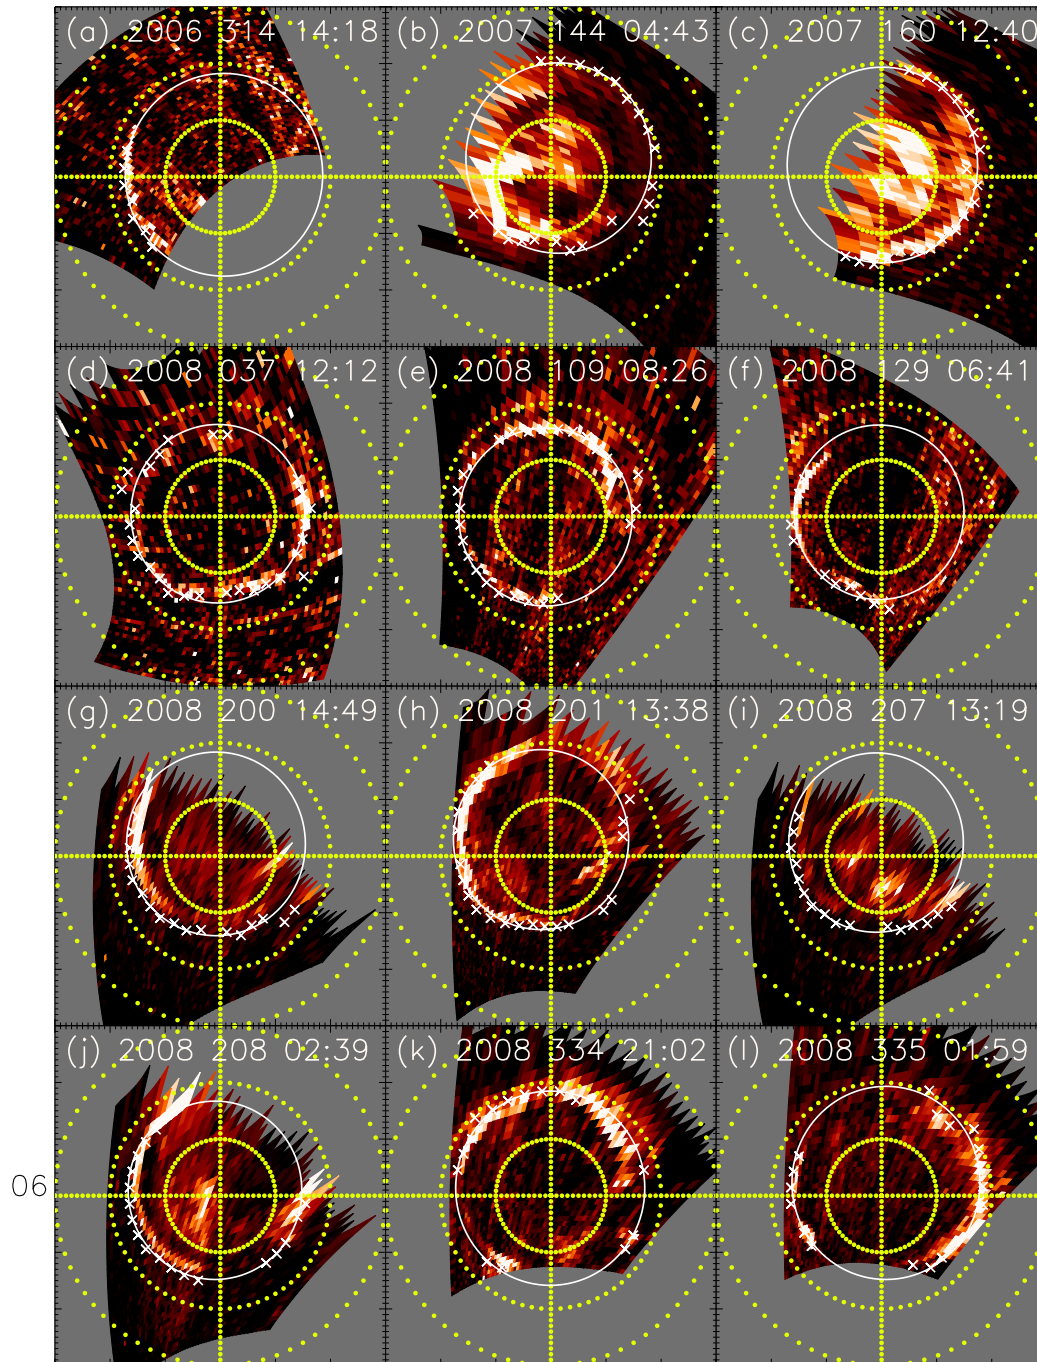 (a) 2006 314 14:18
(b) 2007 144 04:43
(c) 2007 160 12:40
(d) 2008 037 12:12
(e) 2008 109 08:26
(f) 2008 129 06:41
(g) 2008 200 14:49
(h) 2008 201 13:38
(i) 2008 207 13:19
(j) 2008 208 02:39
(k) 2008 334 21:02
(l) 2008 335 01:59
06